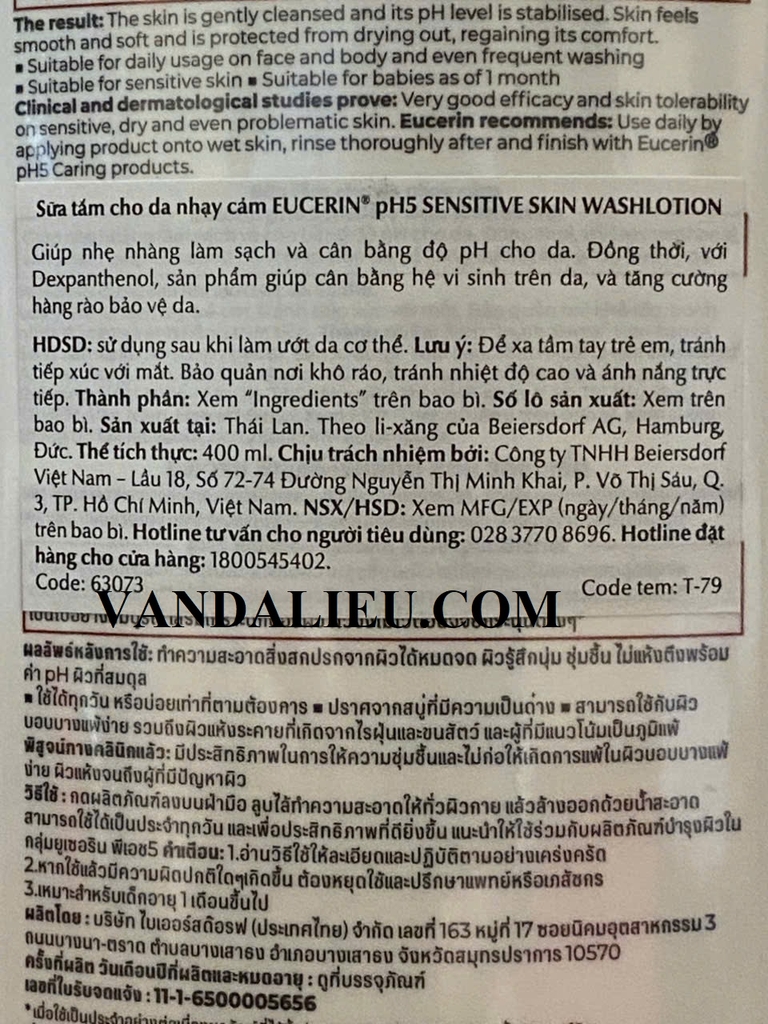 The result: The skin is gently cleansed and its pH level is stabilised. Skin feels
smooth and soft and is protected from drying out, regaining its comfort.
▪ Suitable for daily usage on face and body and even frequent washing
▪ Suitable for sensitive skin ▪ Suitable for babies as of 1 month
Clinical and dermatological studies prove: Very good efficacy and skin tolerability
on sensitive, dry and even problematic skin. Eucerin recommends: Use daily by
applying product onto wet skin, rinse thoroughly after and finish with Eucerin®
pH5 Caring products.
Sữa tắm cho da nhạy cảm EUCERIN® pH5 SENSITIVE SKIN WASHLOTION
Giúp nhẹ nhàng làm sạch và cân bằng độ pH cho da. Đồng thời, với
Dexpanthenol, sản phẩm giúp cân bằng hệ vi sinh trên da, và tăng cường
hàng rào bảo vệ da.
HDSD: sử dụng sau khi làm ướt da cơ thể. Lưu ý: Để xa tầm tay trẻ em, tránh
tiếp xúc với mắt. Bảo quản nơi khô ráo, tránh nhiệt độ cao và ánh nắng trực
tiếp. Thành phần: Xem “Ingredients” trên bao bì. Số lô sản xuất: Xem trên
bao bì. Sản xuất tại: Thái Lan. Theo li-xăng của Beiersdorf AG, Hamburg,
Đức. Thể tích thực: 400 ml. Chịu trách nhiệm bởi: Công ty TNHH Beiersdorf
Việt Nam – Lầu 18, Số 72-74 Đường Nguyễn Thị Minh Khai, P. Võ Thị Sáu, Q.
3, TP. Hồ Chí Minh, Việt Nam. NSX/HSD: Xem MFG/EXP (ngày/tháng/năm)
trên bao bì. Hotline tư vấn cho người tiêu dùng: 028 3770 8696. Hotline đặt
hàng cho cửa hàng: 1800545402.
Code: 63073
Code tem: T-79
VANDALIEU.COM
ผลลัพธ์หลังการใช้: ทำความสะอาดสิ่งสกปรกจากผิวได้หมดจด ผิวรู้สึกนุ่ม ชุ่มชื้น ไม่แห้งตึงพร้อม
ค่า pH ผิวที่สมดุล
▪ ใช้ได้ทุกวัน หรือบ่อยเท่าที่ตามต้องการ ▪ ปราศจากสบู่ที่มีความเป็นด่าง ▪ สามารถใช้กับผิว
บอบบางแพ้ง่าย รวมถึงผิวแห้งระคายที่เกิดจากไรฝุ่นและขนสัตว์ และผู้ที่มีแนวโน้มเป็นภูมิแพ้
พิสูจน์ทางคลินิกแล้ว: มีประสิทธิภาพในการให้ความชุ่มชื้นและไม่ก่อให้เกิดการแพ้ในผิวบอบบางแพ้
ง่าย ผิวแห้งจนถึงผู้ที่มีปัญหาผิว
วิธีใช้ : กดผลิตภัณฑ์ลงบนฝ่ามือ ลูบไล้ทำความสะอาดให้ทั่วผิวกาย แล้วล้างออกด้วยน้ำสะอาด
สามารถใช้ได้เป็นประจำทุกวัน และเพื่อประสิทธิภาพที่ดียิ่งขึ้น แนะนำให้ใช้ร่วมกับผลิตภัณฑ์บำรุงผิวใน
กลุ่มยูเซอริน พีเอช5 คำเตือน: 1.อ่านวิธีใช้ให้ละเอียดและปฏิบัติตามอย่างเคร่งครัด
2.หากใช้แล้วมีความผิดปกติใดๆเกิดขึ้น ต้องหยุดใช้และปรึกษาแพทย์หรือเภสัชกร
3.เหมาะสำหรับเด็กอายุ 1 เดือนขึ้นไป
ผลิตโดย : บริษัท ไบเออร์สด๊อรฟ (ประเทศไทย) จำกัด เลขที่ 163 หมู่ที่ 17 ซอยนิคมอุตสาหกรรม 3
ถนนบางนา-ตราด ตำบลบางเสาธง อำเภอบางเสาธง จังหวัดสมุทรปราการ 10570
ครั้งที่ผลิต วันเดือนปีที่ผลิตและหมดอายุ : ดูที่บรรจุภัณฑ์
เลขที่ใบรับจดแจ้ง : 11-1-6500005656